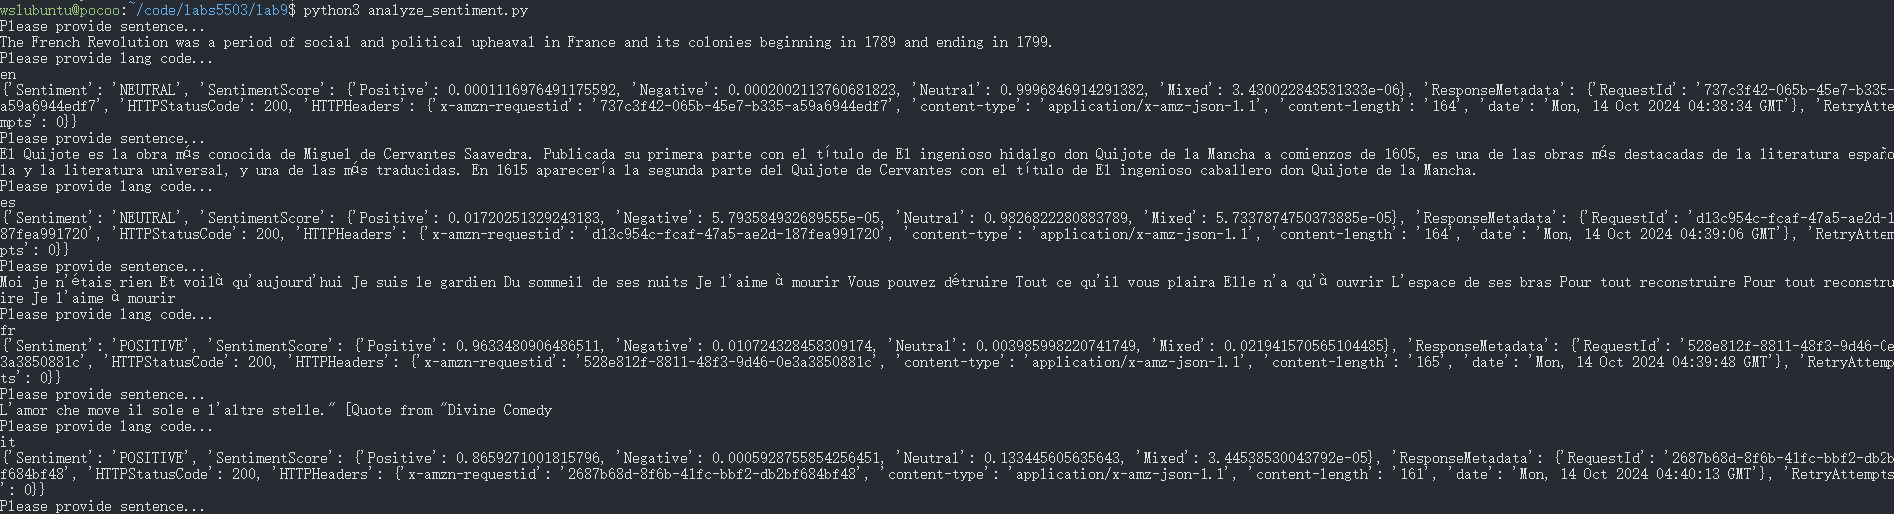 wslubuntu@pocoo:~/code/labs5503/lab9$ python3 analyze_sentiment.py
Please provide sentence...
The French Revolution was a period of social and political upheaval in France and its colonies beginning in 1789 and ending in 1799.
Please provide lang code...
en
{'Sentiment': 'NEUTRAL', 'SentimentScore': {'Positive': 0.0001116976491175592, 'Negative': 0.0002002113760681823, 'Neutral': 0.9996846914291382, 'Mixed': 3.430022843531333e-06}, 'ResponseMetadata': {'RequestId': '737c3f42-065b-45e7-b335-
a59a6944edf7', 'HTTPStatusCode': 200, 'HTTPHeaders': {'x-amzn-requestid': '737c3f42-065b-45e7-b335-a59a6944edf7', 'content-type': 'application/x-amz-json-1.1', 'content-length': '164', 'date': 'Mon, 14 Oct 2024 04:38:34 GMT'}, 'RetryAtte
mpts': 0}}
Please provide sentence...
El Quijote es la obra más conocida de Miguel de Cervantes Saavedra. Publicada su primera parte con el título de El ingenioso hidalgo don Quijote de la Mancha a comienzos de 1605, es una de las obras más destacadas de la literatura españo
la y la literatura universal, y una de las más traducidas. En 1615 aparecería la segunda parte del Quijote de Cervantes con el título de El ingenioso caballero don Quijote de la Mancha.
Please provide lang code...
es
{'Sentiment': 'NEUTRAL', 'SentimentScore': {'Positive': 0.01720251329243183, 'Negative': 5.793584932689555e-05, 'Neutral': 0.9826822280883789, 'Mixed': 5.7337874750373885e-05}, 'ResponseMetadata': {'RequestId': 'd13c954c-fcaf-47a5-ae2d-1
87fea991720', 'HTTPStatusCode': 200, 'HTTPHeaders': {'x-amzn-requestid': 'd13c954c-fcaf-47a5-ae2d-187fea991720', 'content-type': 'application/x-amz-json-1.1', 'content-length': '164', 'date': 'Mon, 14 Oct 2024 04:39:06 GMT'}, 'RetryAttem
pts': 0}}
Please provide sentence...
Moi je n'étais rien Et voilà qu'aujourd'hui Je suis le gardien Du sommeil de ses nuits Je l'aime à mourir Vous pouvez détruire Tout ce qu'il vous plaira Elle n'a qu'à ouvrir L'espace de ses bras Pour tout reconstruire Pour tout reconstru
ire Je l'aime à mourir
Please provide lang code...
fr
{'Sentiment': 'POSITIVE', 'SentimentScore': {'Positive': 0.9633480906486511, 'Negative': 0.010724328458309174, 'Neutral': 0.003985998220741749, 'Mixed': 0.021941570565104485}, 'ResponseMetadata': {'RequestId': '528e812f-8811-48f3-9d46-0e
3a3850881c', 'HTTPStatusCode': 200, 'HTTPHeaders': {'x-amzn-requestid': '528e812f-8811-48f3-9d46-0e3a3850881c', 'content-type': 'application/x-amz-json-1.1', 'content-length': '165', 'date': 'Mon, 14 Oct 2024 04:39:48 GMT'}, 'RetryAttemp
ts': 0}}
Please provide sentence...
L'amor che move il sole e l'altre stelle." [Quote from "Divine Comedy
Please provide lang code...
it
{'Sentiment': 'POSITIVE', 'SentimentScore': {'Positive': 0.8659271001815796, 'Negative': 0.0005928755854256451, 'Neutral': 0.133445605635643, 'Mixed': 3.44538530043792e-05}, 'ResponseMetadata': {'RequestId': '2687b68d-8f6b-41fc-bbf2-db2b
f684bf48', 'HTTPStatusCode': 200, 'HTTPHeaders': {'x-amzn-requestid': '2687b68d-8f6b-41fc-bbf2-db2bf684bf48', 'content-type': 'application/x-amz-json-1.1', 'content-length': '161', 'date': 'Mon, 14 Oct 2024 04:40:13 GMT'}, 'RetryAttempts
': 0}}
Please provide sentence...